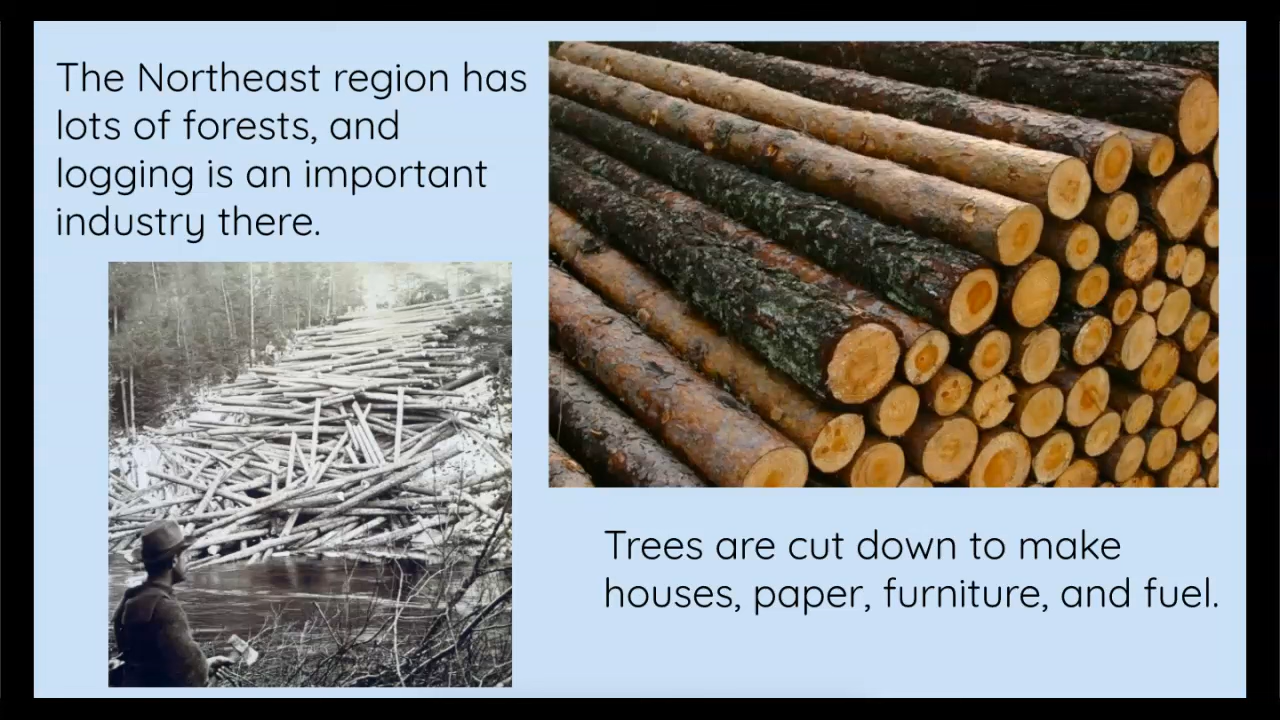 The Northeast region has
lots of forests, and
logging is an important
industry there.
Trees are cut down to make
houses, paper, furniture, and fuel.